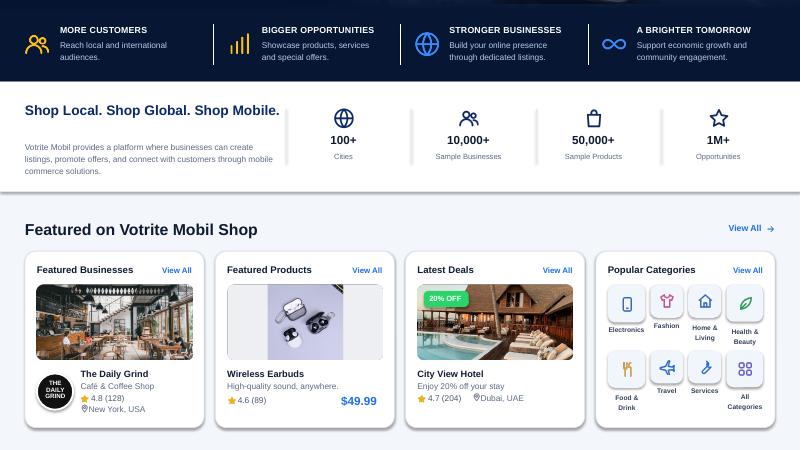 MORE CUSTOMERS
Reach local and international
audiences.
BIGGER OPPORTUNITIES
Showcase products, services
and special offers.
STRONGER BUSINESSES
Build your online presence
through dedicated listings.
A BRIGHTER TOMORROW
Support economic growth and
community engagement.
Shop Local. Shop Global. Shop Mobile.
Votrite Mobil provides a platform where businesses can create
listings, promote offers, and connect with customers through mobile
commerce solutions.
100+
Cities
10,000+
Sample Businesses
50,000+
Sample Products
1M+
Opportunities
Featured on Votrite Mobil Shop
View All →
Featured Businesses
View All
THE
DAILY
GRIND
The Daily Grind
Café & Coffee Shop
4.8 (128)
New York, USA
Featured Products
View All
Wireless Earbuds
High-quality sound, anywhere.
4.6 (89)
$49.99
Latest Deals
View All
20% OFF
City View Hotel
Enjoy 20% off your stay
4.7 (204)
Dubai, UAE
Popular Categories
View All
Electronics
Fashion
Home &
Living
Health &
Beauty
Food &
Drink
Travel
Services
All
Categories